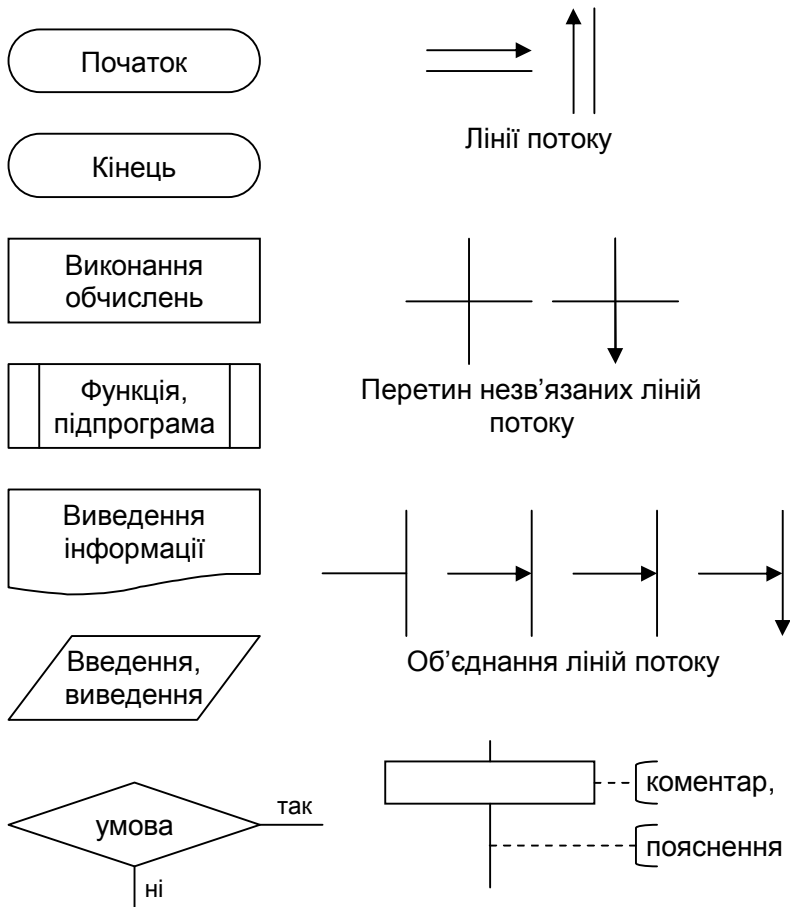 Початок
Кінець
Виконання
обчислень
Функція,
підпрограма
Виведення
інформації
Введення,
виведення
умова
так
ні
Лінії потоку
Перетин незв'язаних ліній
потоку
Об’єднання ліній потоку
коментар,
пояснення